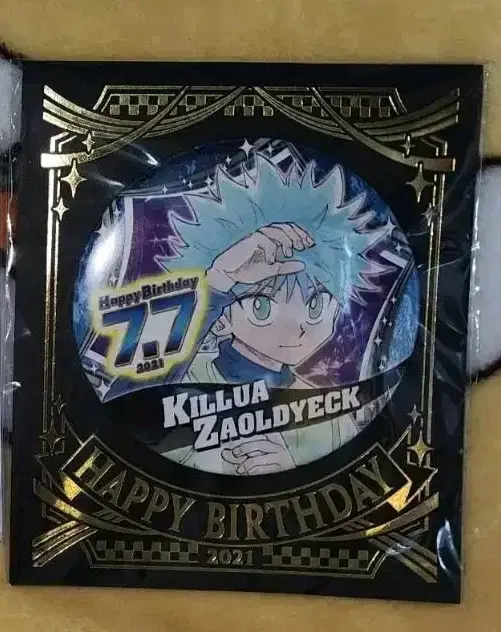 Happy Birthday
7.7
2021
KILLUA
ZAOLDYECK
HAPPY BIRTHDAY
2021